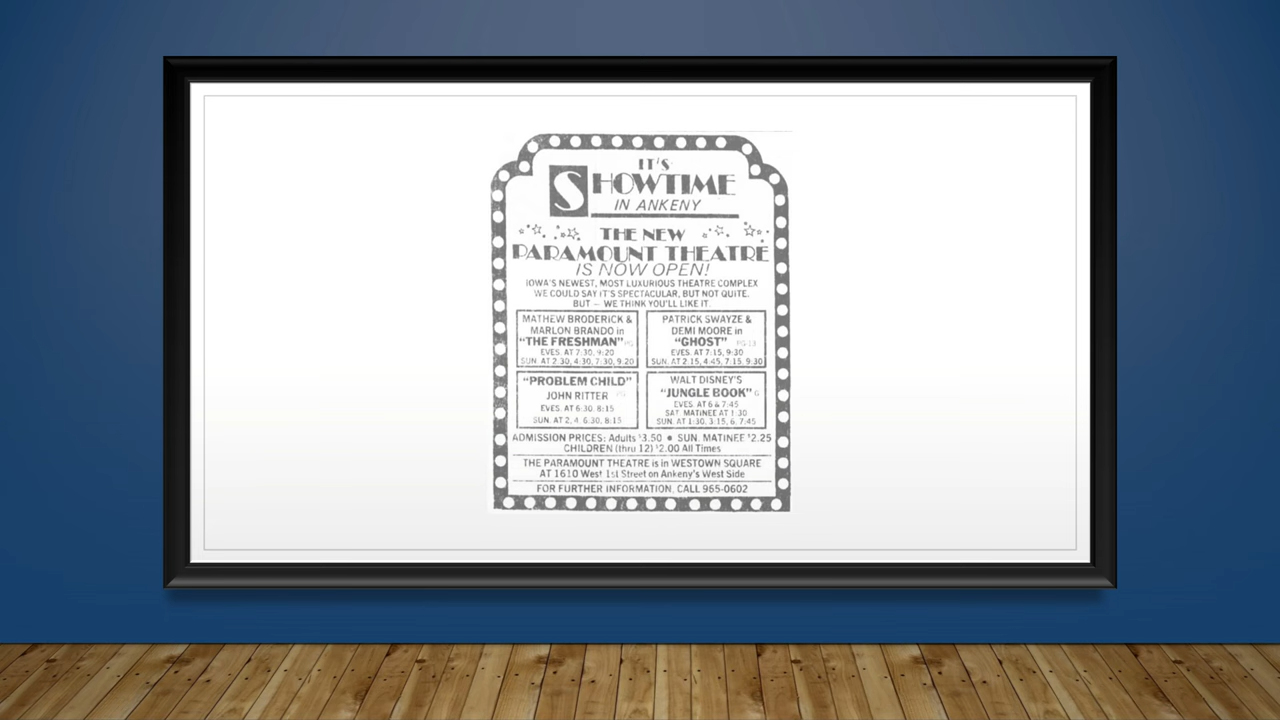 IT'S
SHOWTIME
IN ANKENY
THE NEW
PARAMOUNT THEATRE
IS NOW OPEN!
IOWA'S NEWEST, MOST LUXURIOUS THEATRE COMPLEX
WE COULD SAY IT'S SPECTACULAR, BUT NOT QUITE.
BUT — WE THINK YOU'LL LIKE IT.
MATHEW BRODERICK &
MARLON BRANDO in
"THE FRESHMAN" PG
EVES. AT 7:30, 9:20
SUN. AT 2:30, 4:30, 7:30, 9:20
PATRICK SWAYZE &
DEMI MOORE in
"GHOST" PG-13
EVES. AT 7:15, 9:30
SUN. AT 2:15, 4:45, 7:15, 9:30
"PROBLEM CHILD"
JOHN RITTER PG
EVES. AT 6:30, 8:15
SUN. AT 2, 4, 6:30, 8:15
WALT DISNEY'S
"JUNGLE BOOK" G
EVES. AT 6 & 7:45
SAT. MATINEE AT 1:30
SUN. AT 1:30, 3:15, 6, 7:45
ADMISSION PRICES: Adults $3.50 • SUN. MATINEE $2.25
CHILDREN (thru 12) $2.00 All Times
THE PARAMOUNT THEATRE is in WESTOWN SQUARE
AT 1610 West 1st Street on Ankeny's West Side
FOR FURTHER INFORMATION, CALL 965-0602